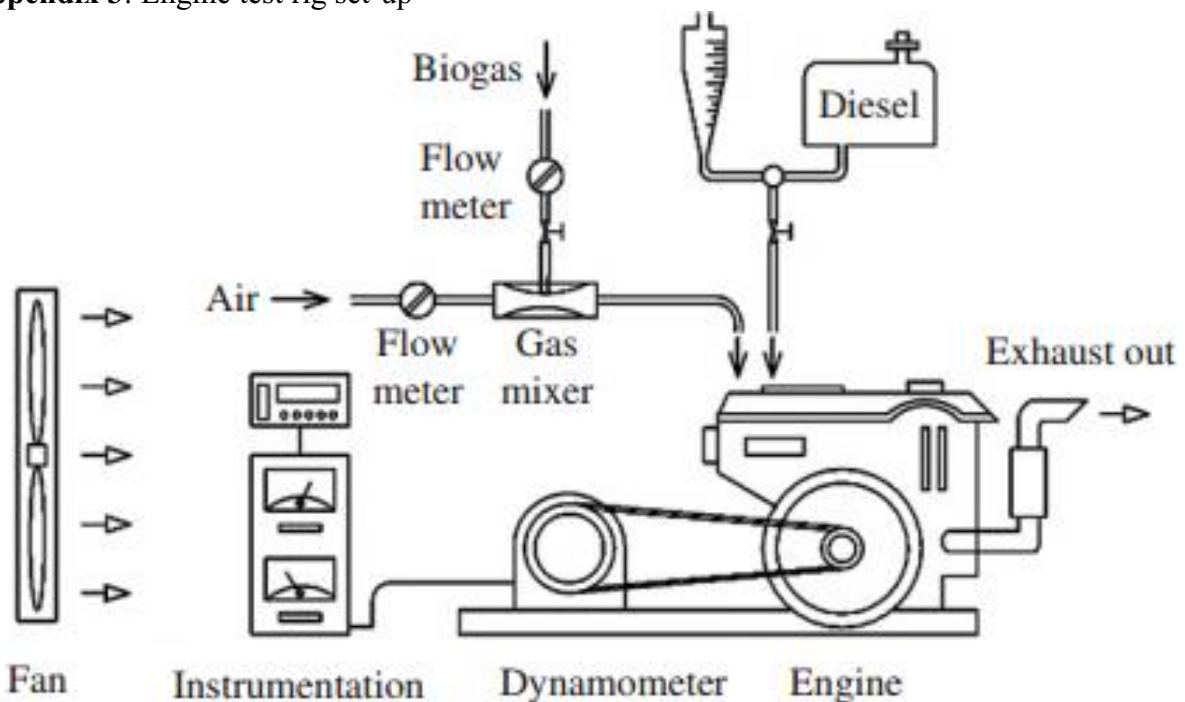 ppendix : Engine test rig set-up
Biogas
Diesel
Flow
meter
Air
Flow
meter
Gas
mixer
Exhaust out
Fan
Instrumentation
Dynamometer
Engine